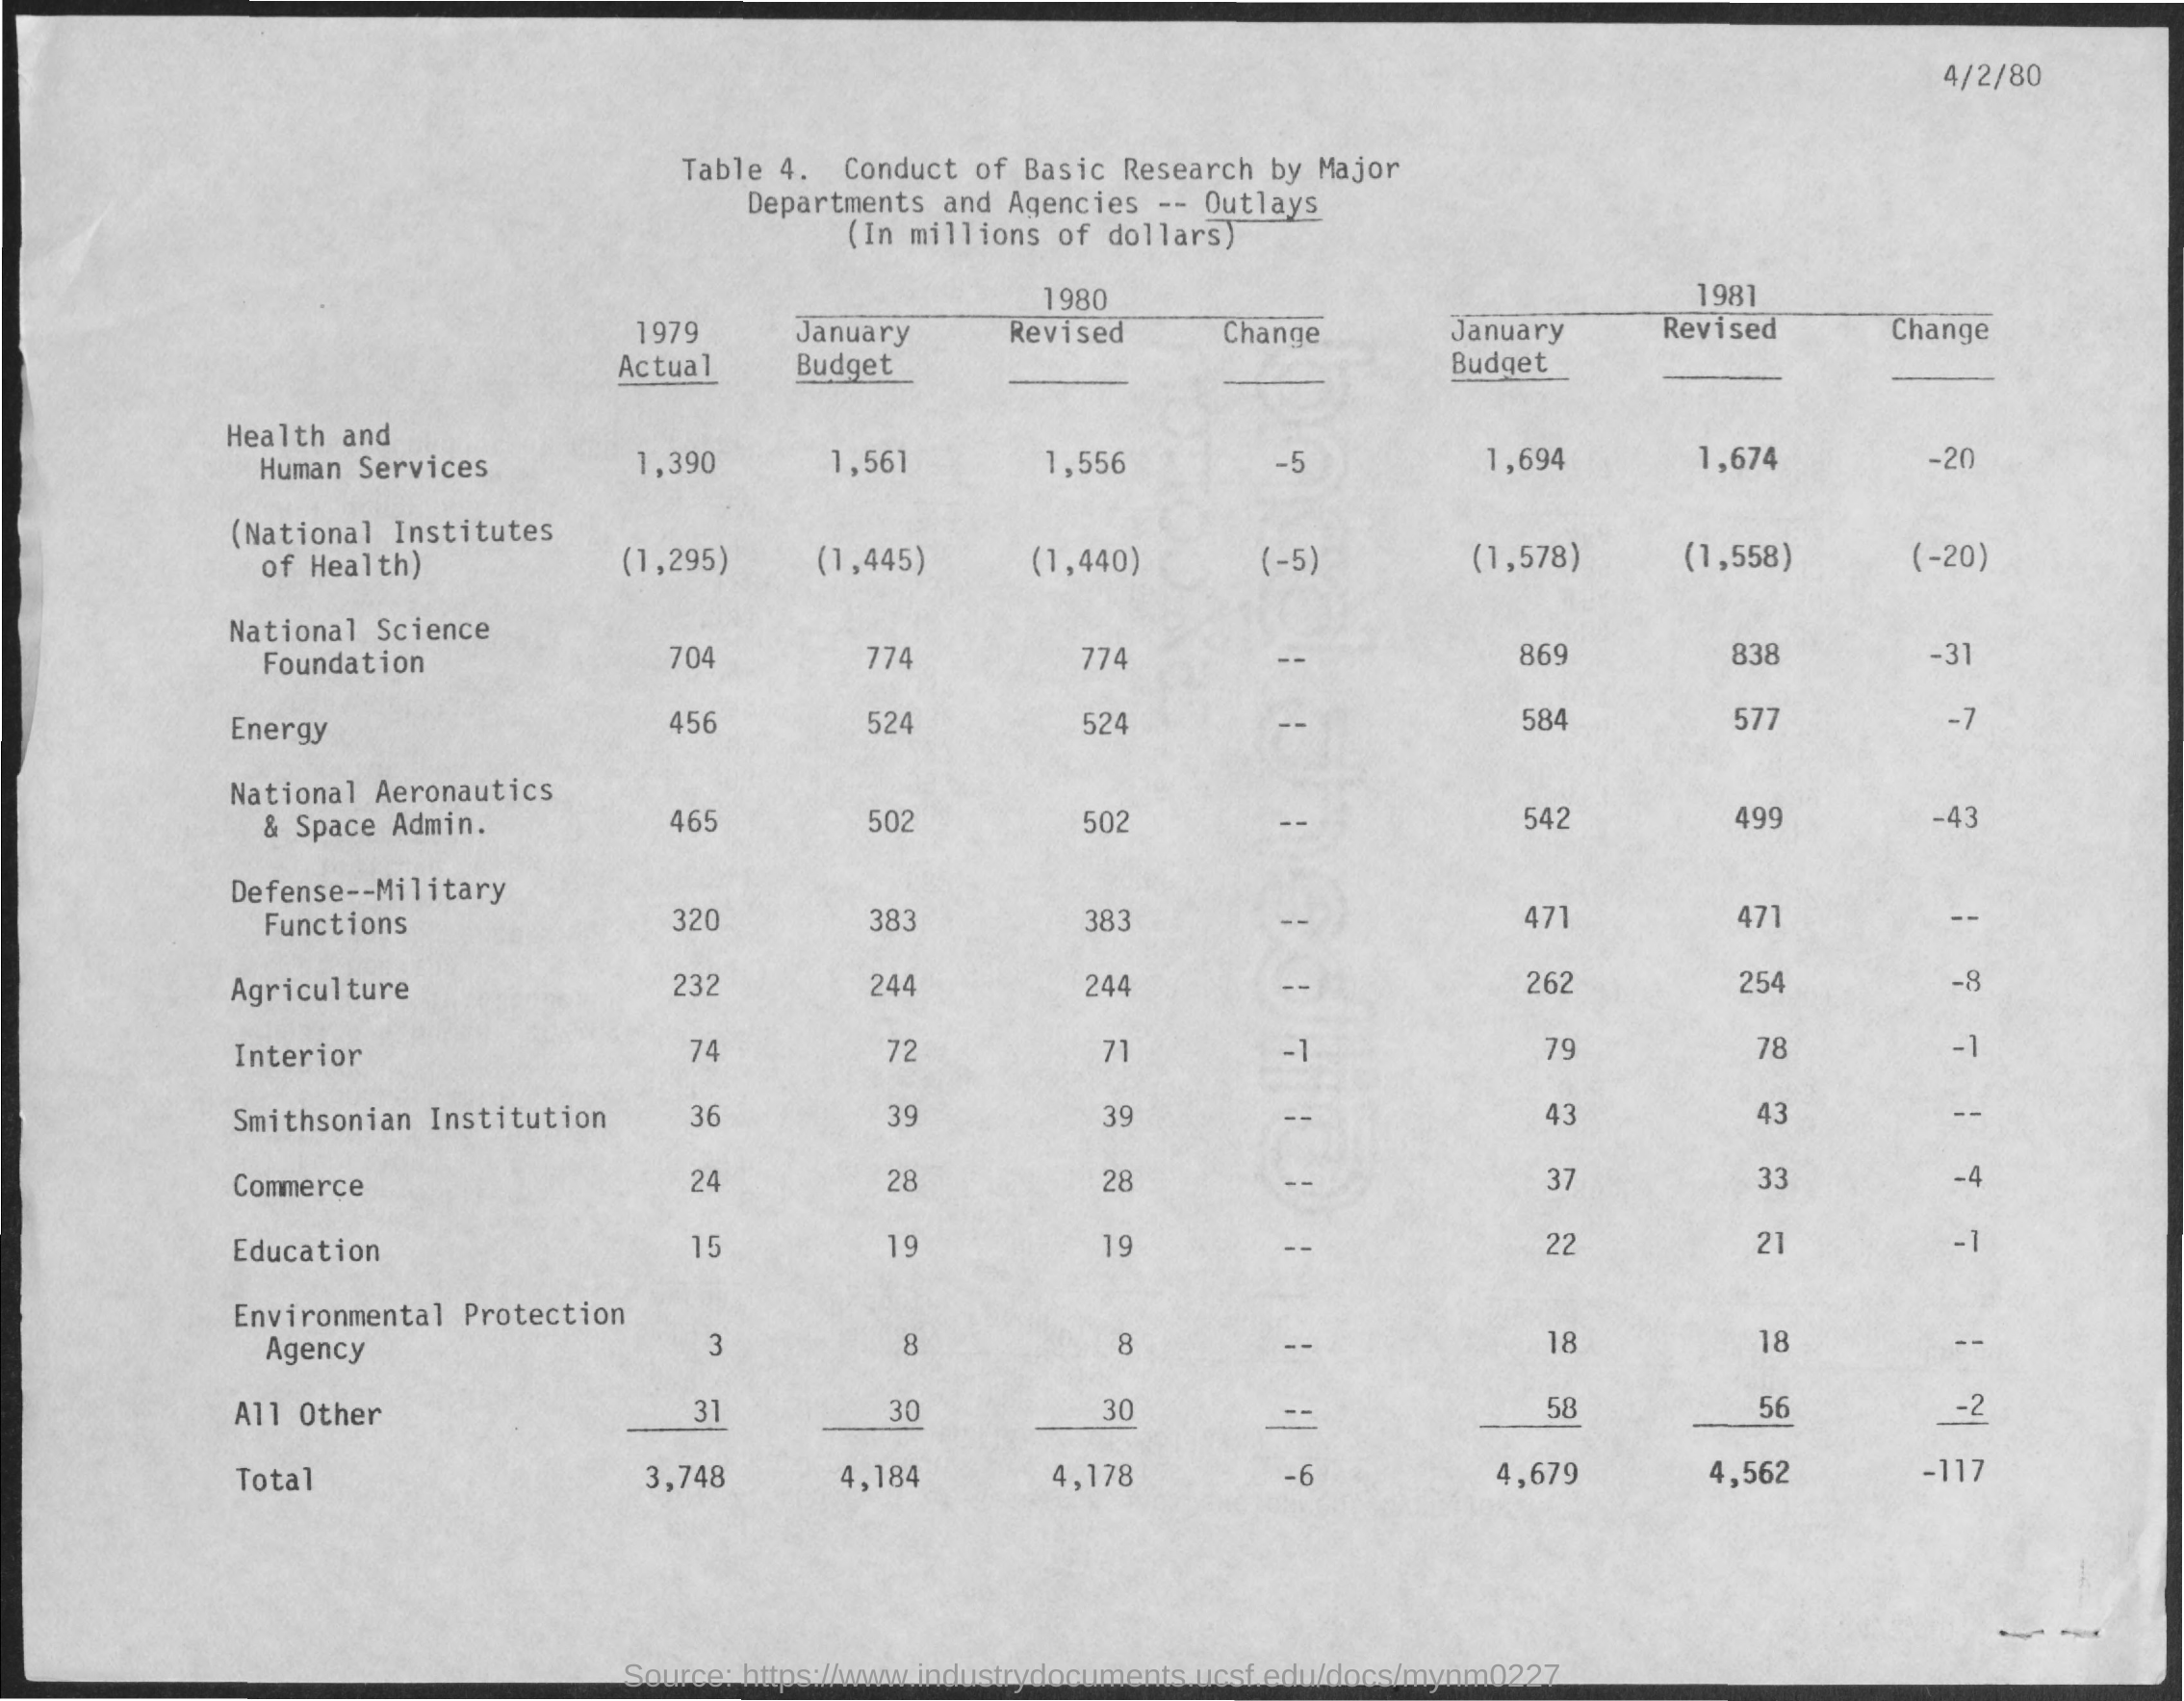 4/2/80
Table 4. Conduct of Basic Research by Major
Departments and Agencies -- Outlays
(In millions of dollars)
1980 1981
1979 January Revised Change January Revised Change
Actual Budget Budget
Health and
Human Services 1,390 1,561 1,556 -5 1,694 1,674 -20
(National Institutes
of Health) (1,295) (1,445) (1,440) (-5) (1,578) (1,558) (-20)
National Science
Foundation 704 774 774 -- 869 838 -31
Energy 456 524 524 -- 584 577 -7
National Aeronautics
& Space Admin. 465 502 502 -- 542 499 -43
Defense--Military
Functions 320 383 383 -- 471 471 --
Agriculture 232 244 244 -- 262 254 -8
Interior 74 72 71 -1 79 78 -1
Smithsonian Institution 36 39 39 -- 43 43 --
Commerce 24 28 28 -- 37 33 -4
Education 15 19 19 -- 22 21 -1
Environmental Protection
Agency 3 8 8 -- 18 18 --
All Other 31 30 30 -- 58 56 -2
Total 3,748 4,184 4,178 -6 4,679 4,562 -117
Source: https://www.industrydocuments.ucsf.edu/docs/mynm0227